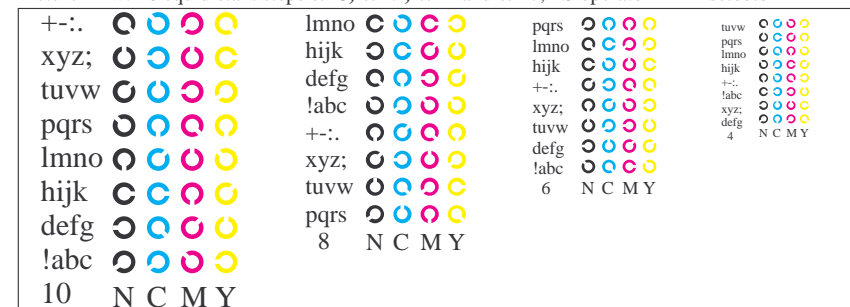 +-:.
xyz;
tuvw
pqrs
lmno
hijk
defg
!abc
10 N C M Y
lmno
hijk
defg
!abc
+-:.
xyz;
tuvw
pqrs
8 N C M Y
pqrs
lmno
hijk
+-:.
xyz;
tuvw
defg
!abc
6 N C M Y
tuvw
pqrs
lmno
hijk
+-:.
!abc
xyz;
defg
4 N C M Y